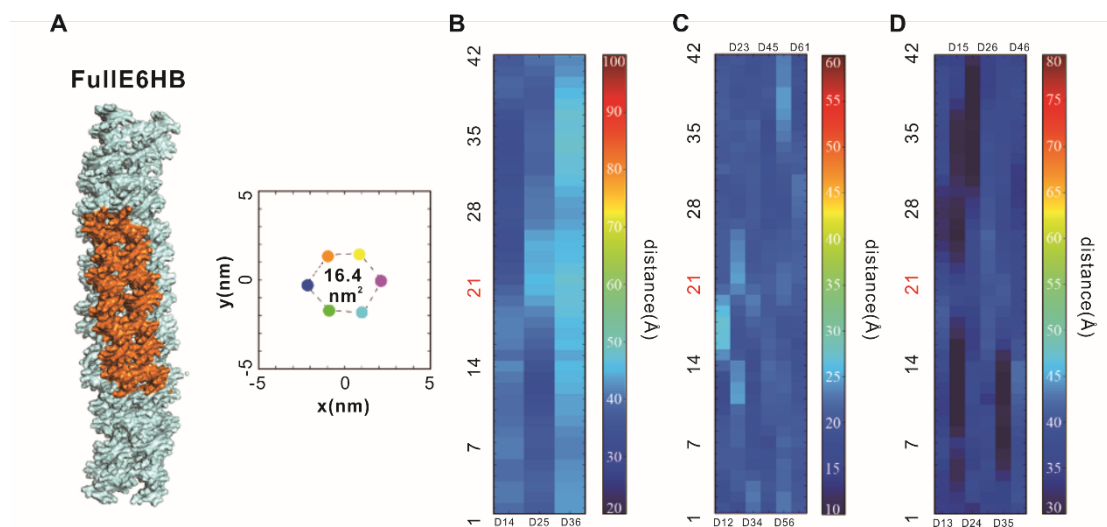 A
FullE6HB
5
0
-5
y(nm)
-5
0
5
x(nm)
16.4
nm2
B
42
35
28
21
14
7
1
D14
D25
D36
100
90
80
70
60
50
40
30
20
distance(Å)
C
D23
D45
D61
42
35
28
21
14
7
1
D12
D34
D56
60
55
50
45
40
35
30
25
20
15
10
distance(Å)
D
D15
D26
D46
42
35
28
21
14
7
1
D13
D24
D35
80
75
70
65
60
55
50
45
40
35
30
distance(Å)